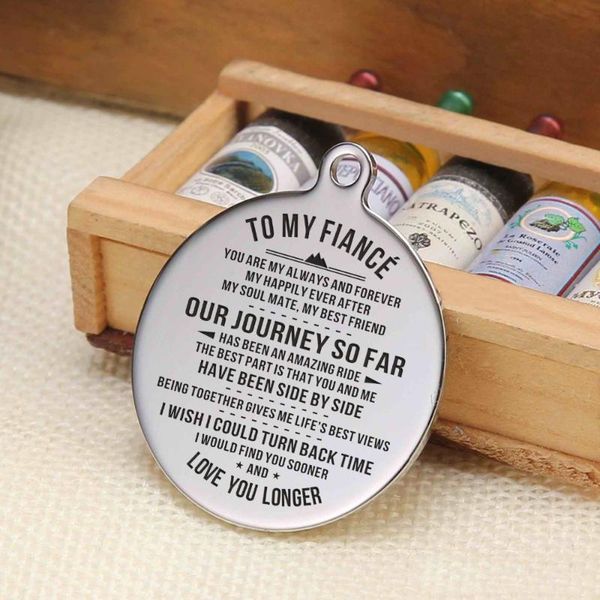 TO MY FIANCÉ
YOU ARE MY ALWAYS AND FOREVER
MY HAPPILY EVER AFTER
MY SOUL MATE, MY BEST FRIEND
OUR JOURNEY SO FAR
HAS BEEN AN AMAZING RIDE
THE BEST PART IS THAT YOU AND ME
HAVE BEEN SIDE BY SIDE
BEING TOGETHER GIVES ME LIFE'S BEST VIEWS
I WISH I COULD TURN BACK TIME
I WOULD FIND YOU SOONER
AND
LOVE YOU LONGER
ATRAPEZO
La Roseraie